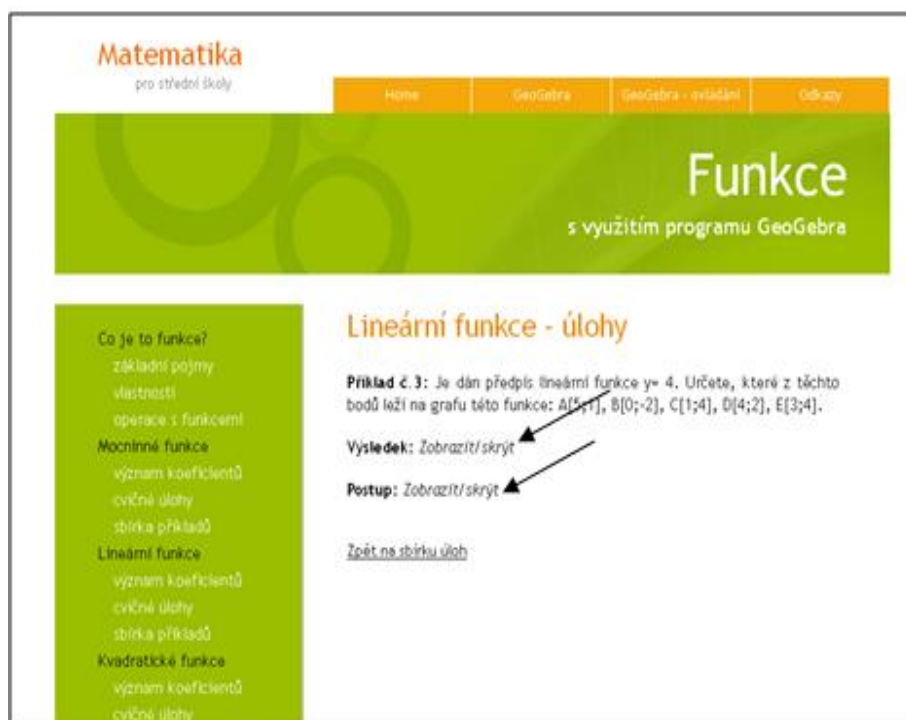 Matematika
pro střední školy
Home
GeoGebra
GeoGebra - ovládání
Odkazy
Funkce
s využitím programu GeoGebra
Co je to funkce?
základní pojmy
vlastnosti
operace s funkcemi
Mocninné funkce
význam koeficientů
cvičné úlohy
sbírka příkladů
Lineární funkce
význam koeficientů
cvičné úlohy
sbírka příkladů
Kvadratické funkce
význam koeficientů
cvičné úlohy
Lineární funkce - úlohy
Příklad č.3: Je dán předpis lineární funkce y= 4. Určete, které z těchto
bodů leží na grafu této funkce: A[5;1], B[0;-2], C[1;4], D[4;2], E[3;4].
Výsledek: Zobrazit/skrýt
Postup: Zobrazit/skrýt
Zpět na sbírku úloh